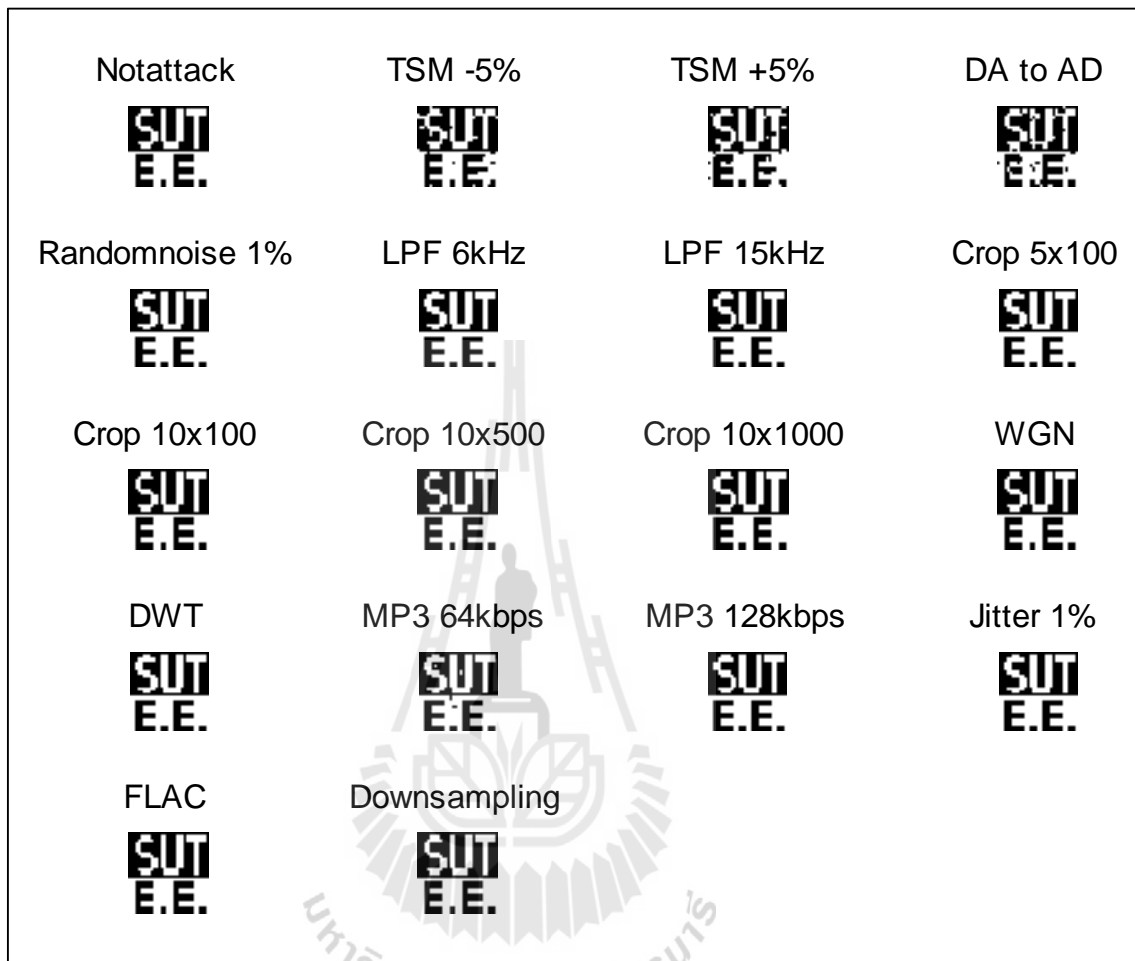 Notattack TSM -5% TSM +5% DA to AD
SUT SUT SUT SUT
E.E. E.E. E.E. E.E.
Randomnoise 1% LPF 6kHz LPF 15kHz Crop 5x100
SUT SUT SUT SUT
E.E. E.E. E.E. E.E.
Crop 10x100 Crop 10x500 Crop 10x1000 WGN
SUT SUT SUT SUT
E.E. E.E. E.E. E.E.
DWT MP3 64kbps MP3 128kbps Jitter 1%
SUT SUT SUT SUT
E.E. E.E. E.E. E.E.
FLAC Downsampling
SUT SUT
E.E. E.E.